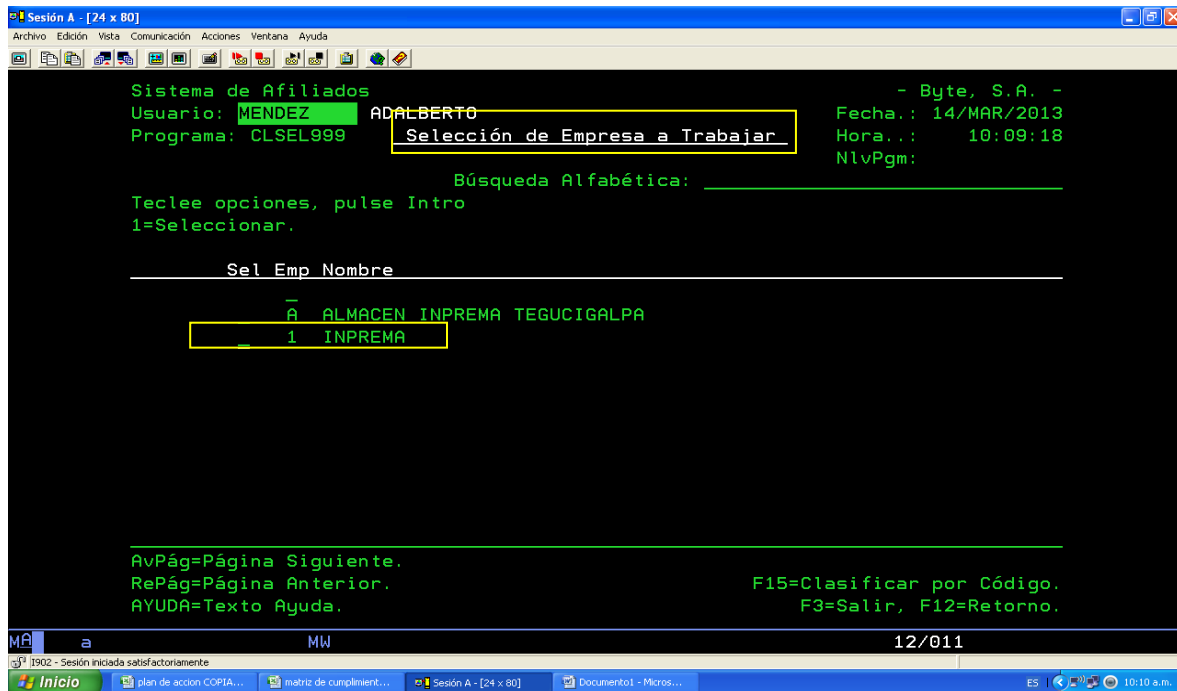 Sesión A - [24 x 80]
Archivo Edición Vista Comunicación Acciones Ventana Ayuda
Sistema de Afiliados - Byte, S.A. -
Usuario: MENDEZ ADALBERTO Fecha.: 14/MAR/2013
Programa: CLSEL999 Selección de Empresa a Trabajar Hora..: 10:09:18
NlvPgm:
Búsqueda Alfabética:
Teclee opciones, pulse Intro
1=Seleccionar.
Sel Emp Nombre
A ALMACEN INPREMA TEGUCIGALPA
1 INPREMA
AvPág=Página Siguiente.
RePág=Página Anterior. F15=Clasificar por Código.
AYUDA=Texto Ayuda. F3=Salir, F12=Retorno.
MA a MW 12/011
I902 - Sesión iniciada satisfactoriamente
Inicio plan de accion COPIA... matriz de cumplimient... Sesión A - [24 x 80] Documento1 - Micros... ES 10:10 a.m.